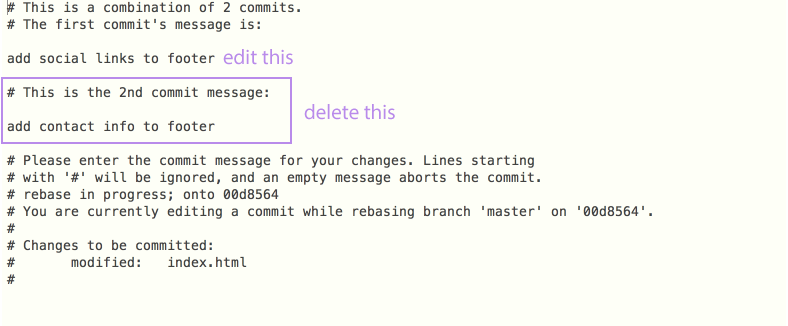 # This is a combination of 2 commits.
# The first commit's message is:
add social links to footer edit this
# This is the 2nd commit message:
delete this
add contact info to footer
# Please enter the commit message for your changes. Lines starting
# with '#' will be ignored, and an empty message aborts the commit.
# rebase in progress; onto 00d8564
# You are currently editing a commit while rebasing branch 'master' on '00d8564'.
#
# Changes to be committed:
#       modified:   index.html
#